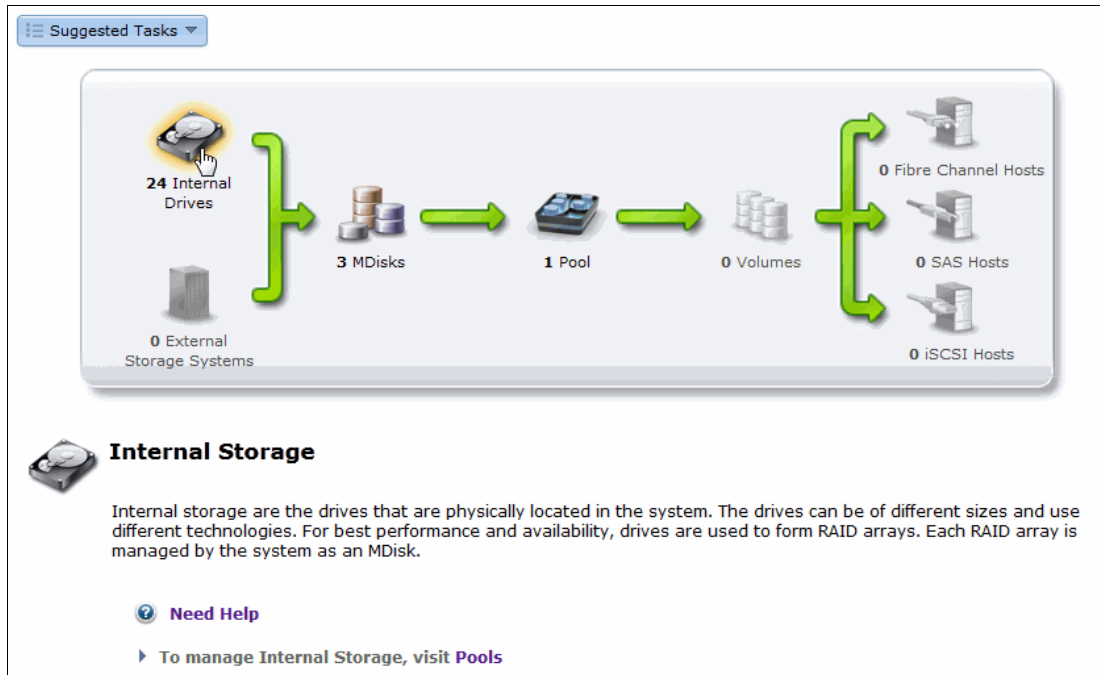 Suggested Tasks
24 Internal
Drives
0 External
Storage Systems
3 MDisks
1 Pool
0 Volumes
0 Fibre Channel Hosts
0 SAS Hosts
0 iSCSI Hosts
Internal Storage
Internal storage are the drives that are physically located in the system. The drives can be of different sizes and use
different technologies. For best performance and availability, drives are used to form RAID arrays. Each RAID array is
managed by the system as an MDisk.
Need Help
To manage Internal Storage, visit Pools